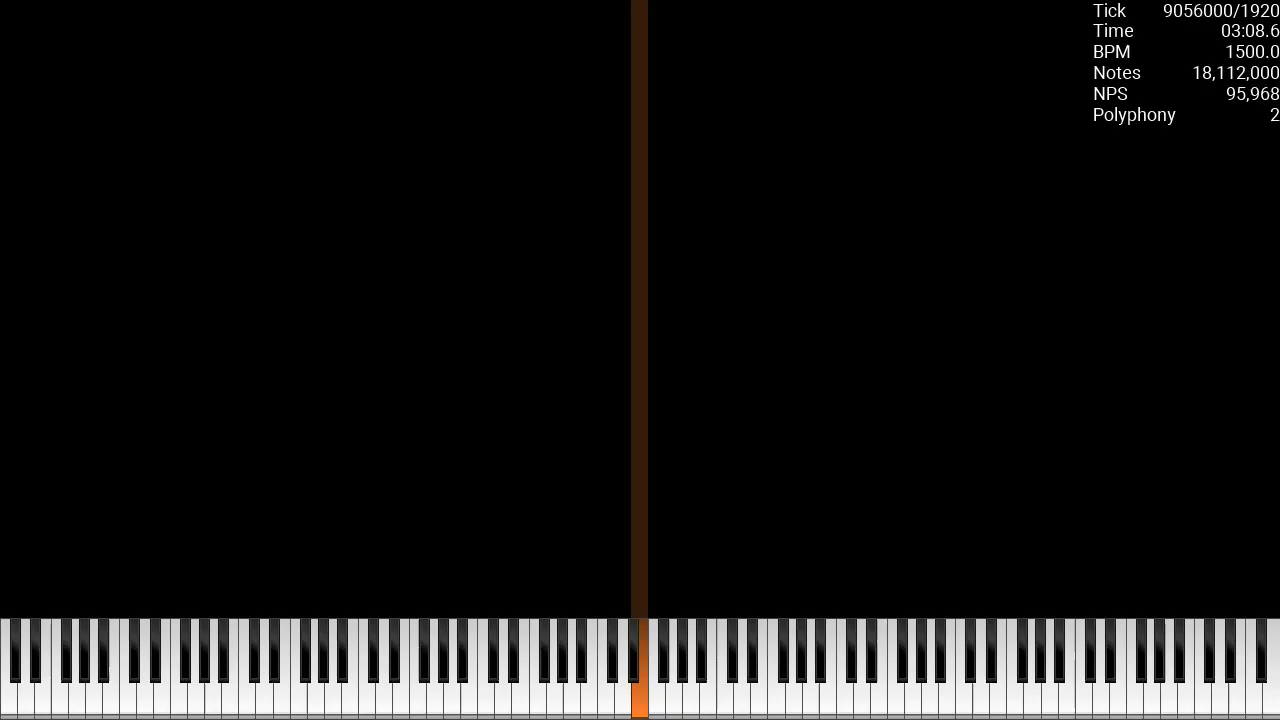 Tick 9056000/1920
Time 03:08.6
BPM 1500.0
Notes 18,112,000
NPS 95,968
Polyphony 2